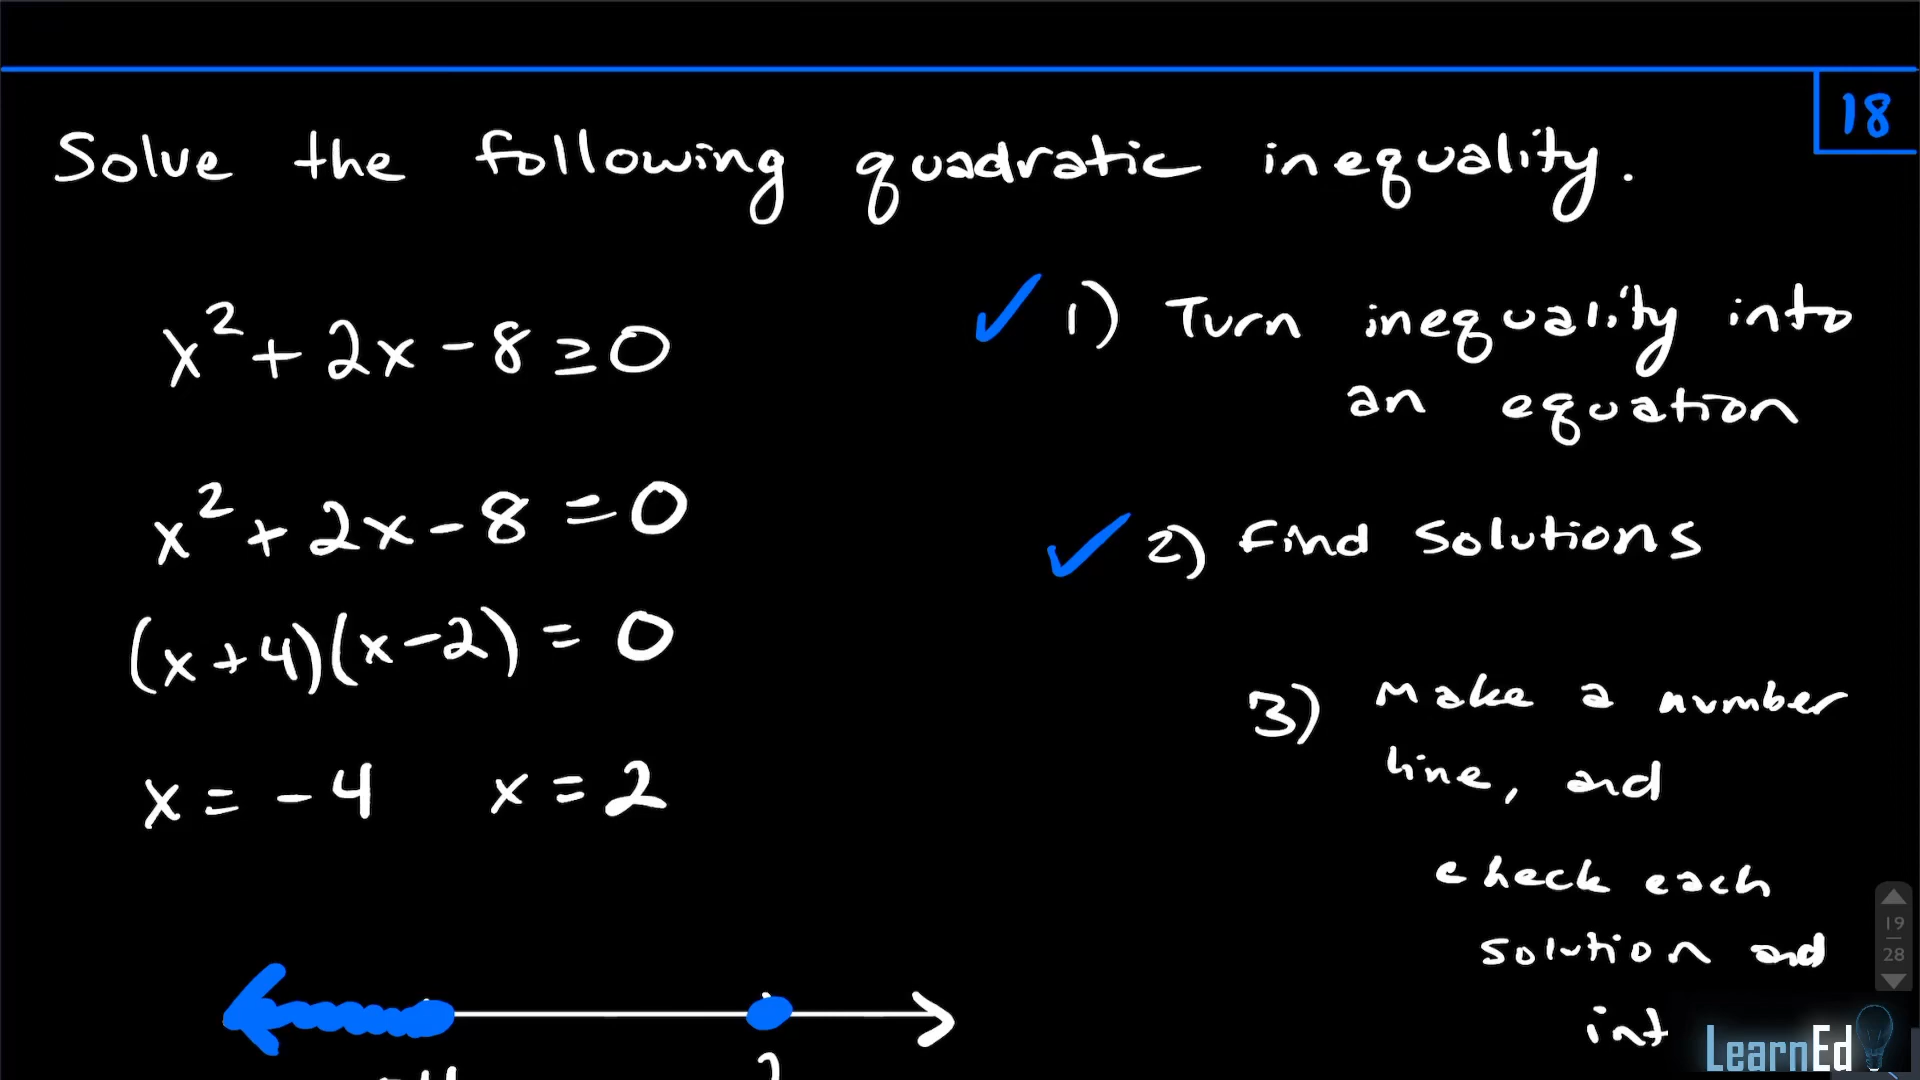 18
Solve the following quadratic inequality.
x² + 2x - 8 ≥ 0
x² + 2x - 8 = 0
(x + 4)(x - 2) = 0
x = -4 x = 2
✓ 1) Turn inequality into
an equation
✓ 2) Find solutions
3) Make a number
line, and
check each
solution and
int
-4 2
19
28
LearnEd